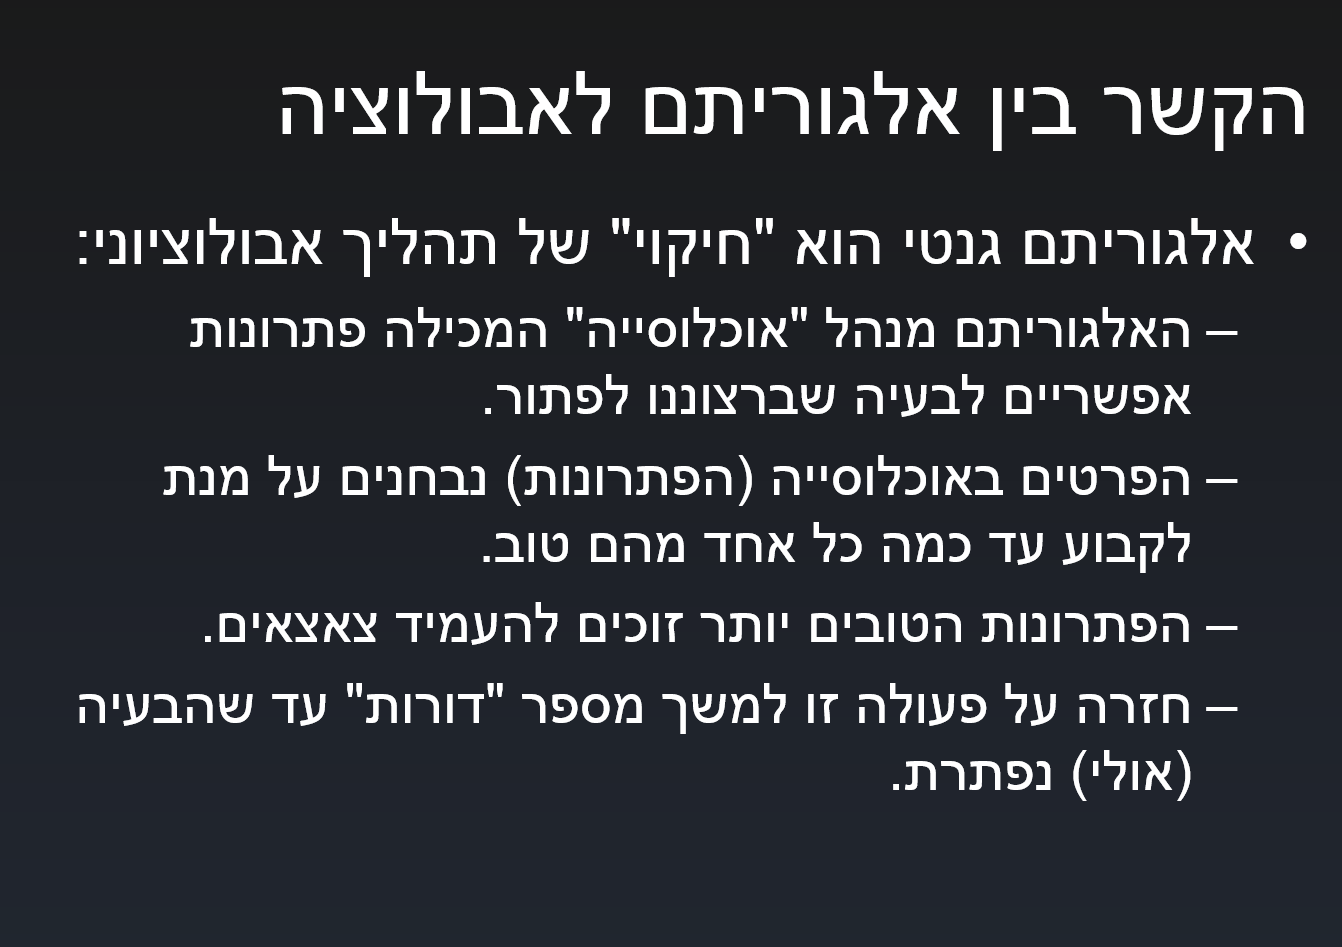 הקשר בין אלגוריתם לאבולוציה
• אלגוריתם גנטי הוא "חיקוי" של תהליך אבולוציוני:
– האלגוריתם מנהל "אוכלוסייה" המכילה פתרונות
אפשריים לבעיה שברצוננו לפתור.
– הפרטים באוכלוסייה (הפתרונות) נבחנים על מנת
לקבוע עד כמה כל אחד מהם טוב.
– הפתרונות הטובים יותר זוכים להעמיד צאצאים.
– חזרה על פעולה זו למשך מספר "דורות" עד שהבעיה
(אולי) נפתרת.